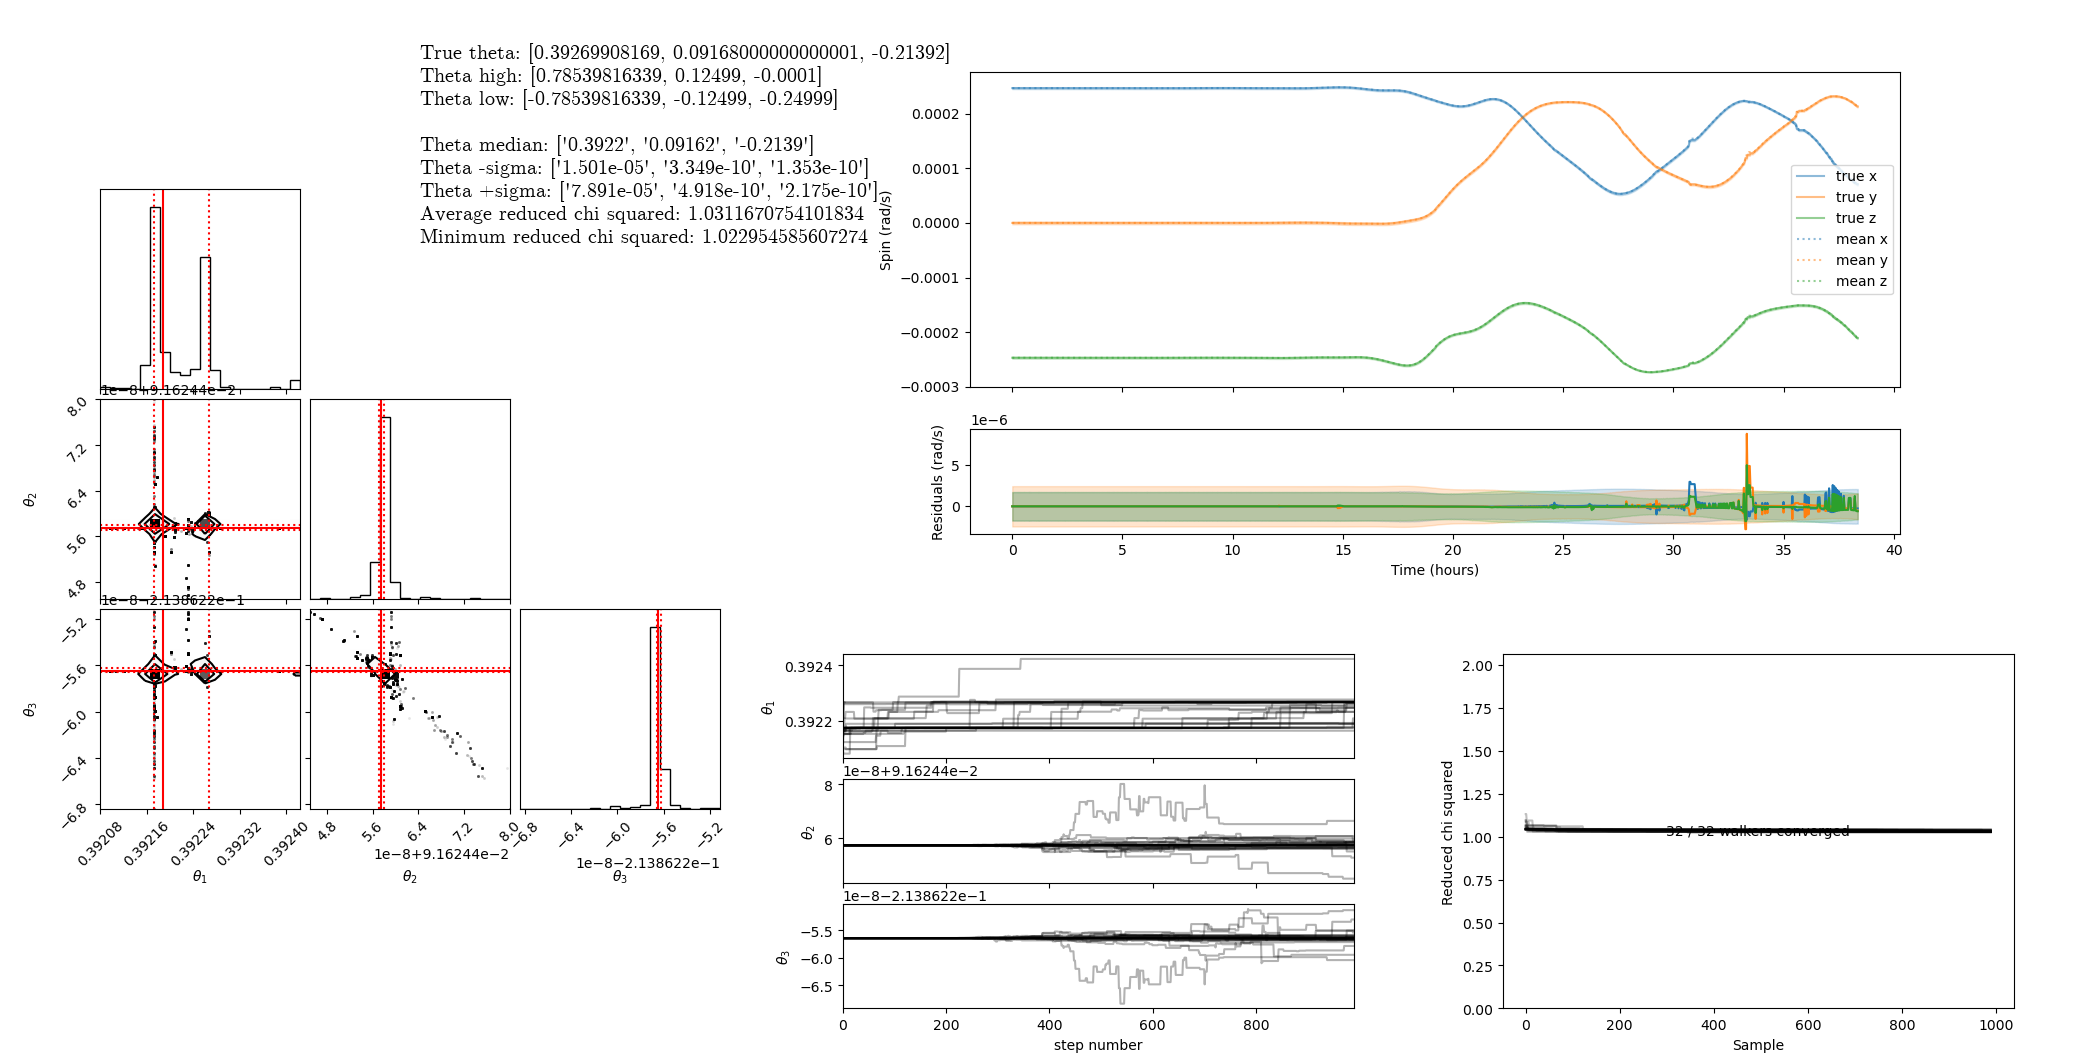 True theta: [0.39269908169, 0.09168000000000001, -0.21392]
Theta high: [0.78539816339, 0.12499, -0.0001]
Theta low: [-0.78539816339, -0.12499, -0.24999]
Theta median: ['0.3922', '0.09162', '-0.2139']
Theta -sigma: ['1.501e-05', '3.349e-10', '1.353e-10']
Theta +sigma: ['7.891e-05', '4.918e-10', '2.175e-10']
Average reduced chi squared: 1.0311670754101834
Minimum reduced chi squared: 1.022954585607274
1e−8+9.16244e−2
8.0
7.2
6.4
5.6
4.8
θ2
1e−8−2.138622e−1
−5.2
−5.6
−6.0
−6.4
−6.8
θ3
0.39208
0.39216
0.39224
0.39232
0.39240
θ1
4.8
5.6
6.4
7.2
8.0
1e−8+9.16244e−2
θ2
−6.8
−6.4
−6.0
−5.6
−5.2
1e−8−2.138622e−1
θ3
0.0002
0.0001
0.0000
−0.0001
−0.0002
−0.0003
Spin (rad/s)
true x
true y
true z
mean x
mean y
mean z
1e−6
5
0
Residuals (rad/s)
0 5 10 15 20 25 30 35 40
Time (hours)
0.3924
0.3922
θ1
1e−8+9.16244e−2
8
6
θ2
1e−8−2.138622e−1
−5.5
−6.0
−6.5
θ3
0 200 400 600 800
step number
2.00
1.75
1.50
1.25
1.00
0.75
0.50
0.25
0.00
Reduced chi squared
32 / 32 walkers converged
0 200 400 600 800 1000
Sample